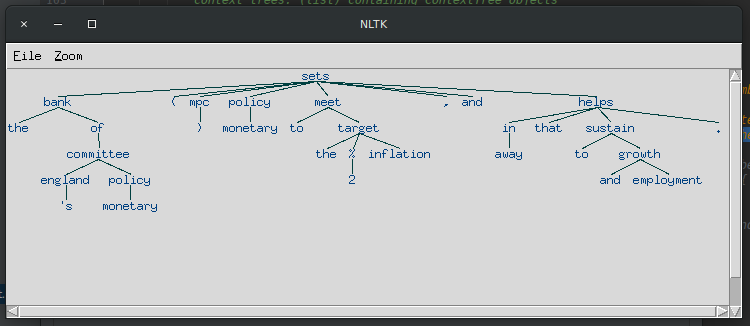 context trees. (list) containing ContextTree objects
NLTK
File Zoom
sets
bank ( mpc policy meet , and helps
the of ) monetary to target in that sustain .
committee the % inflation away to growth
england policy 2 and employment
's monetary